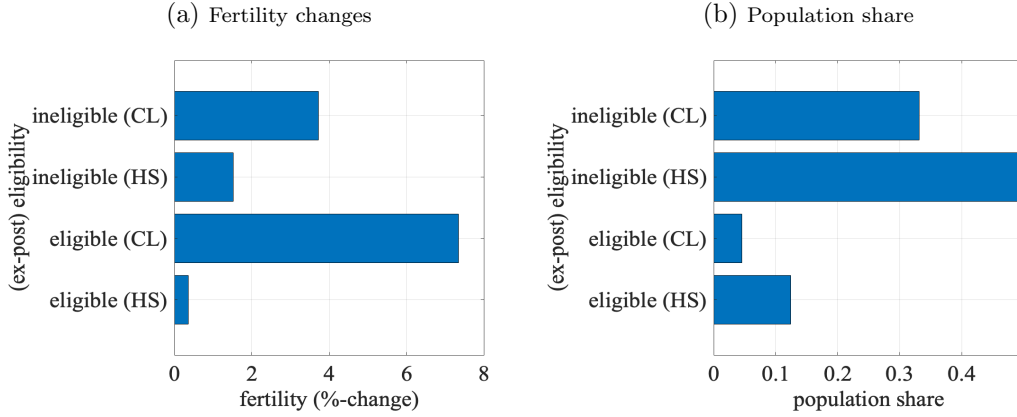 (a) Fertility changes
(ex-post) eligibility
ineligible (CL)
ineligible (HS)
eligible (CL)
eligible (HS)
0 2 4 6 8
fertility (%-change)
(b) Population share
(ex-post) eligibility
ineligible (CL)
ineligible (HS)
eligible (CL)
eligible (HS)
0 0.1 0.2 0.3 0.4
population share